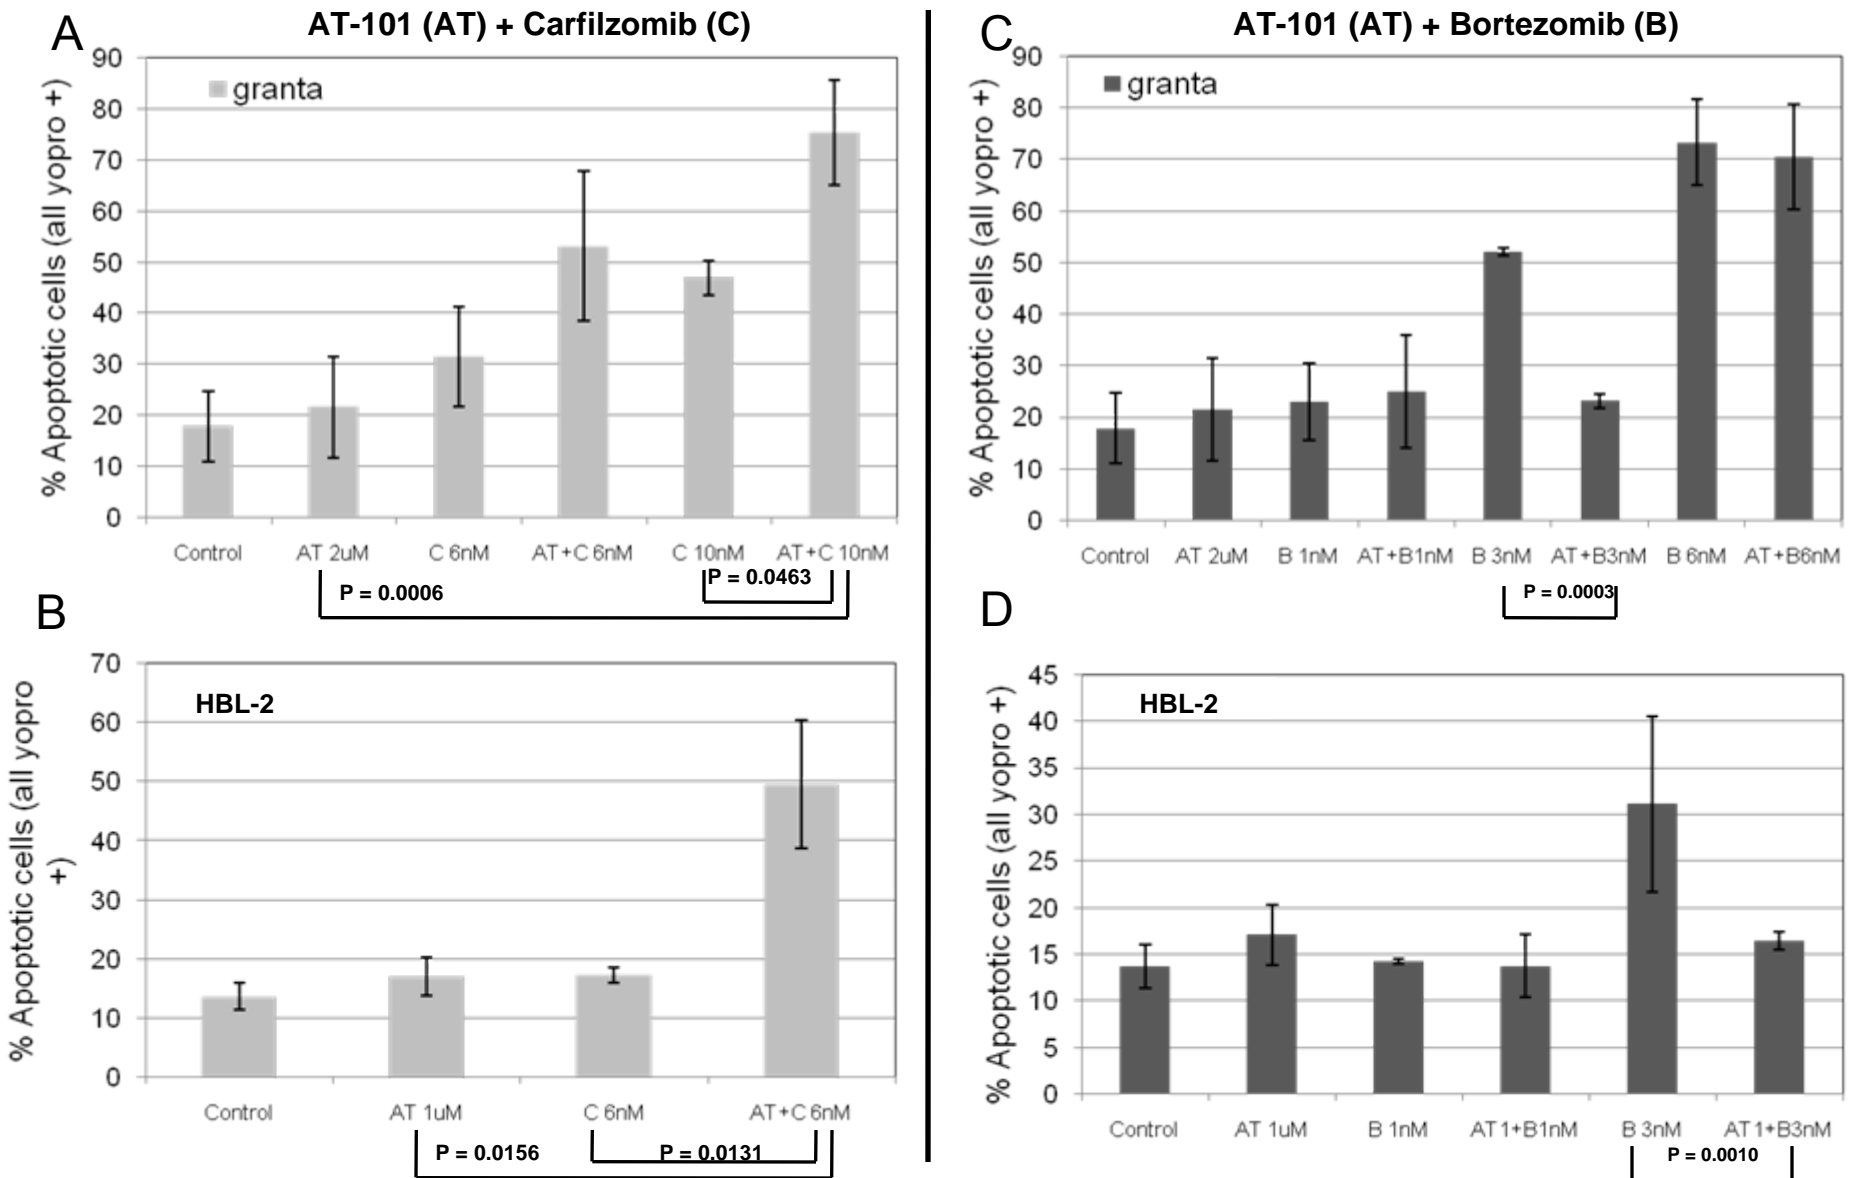 A
AT-101 (AT) + Carfilzomib (C)
% Apoptotic cells (all yopro +)
90
80
70
60
50
40
30
20
10
0
granta
Control AT 2uM C 6nM AT+C 6nM C 10nM AT+C 10nM
P = 0.0463
P = 0.0006
B
% Apoptotic cells (all yopro
+)
70
60
50
40
30
20
10
0
HBL-2
Control AT 1uM C 6nM AT+C 6nM
P = 0.0156 P = 0.0131
C
AT-101 (AT) + Bortezomib (B)
% Apoptotic cells (all yopro +)
90
80
70
60
50
40
30
20
10
0
granta
Control AT 2uM B 1nM AT+B1nM B 3nM AT+B3nM B 6nM AT+B6nM
P = 0.0003
D
% Apoptotic cells (all yopro +)
45
40
35
30
25
20
15
10
5
0
HBL-2
Control AT 1uM B 1nM AT1+B1nM B 3nM AT1+B3nM
P = 0.0010